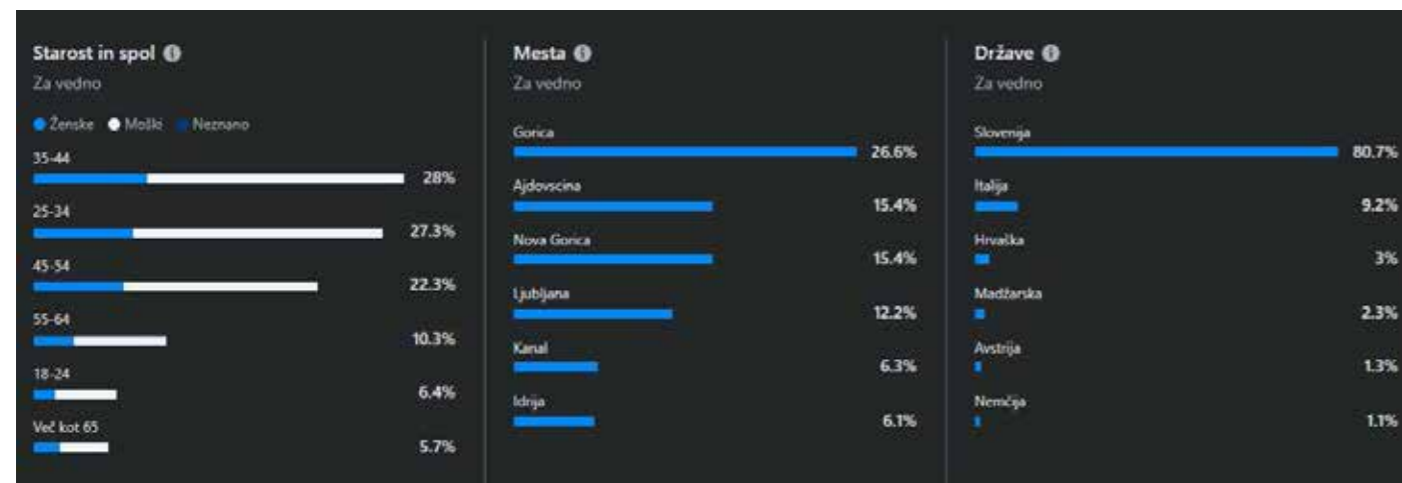 Starost in spol
Za vedno
Ženske Moški Neznano
35-44
28%
25-34
27.3%
45-54
22.3%
55-64
10.3%
18-24
6.4%
Več kot 65
5.7%
Mesta
Za vedno
Gorica
26.6%
Ajdovscina
15.4%
Nova Gorica
15.4%
Ljubljana
12.2%
Kanal
6.3%
Idrija
6.1%
Države
Za vedno
Slovenija
80.7%
Italija
9.2%
Hrvaška
3%
Madžarska
2.3%
Avstrija
1.3%
Nemčija
1.1%